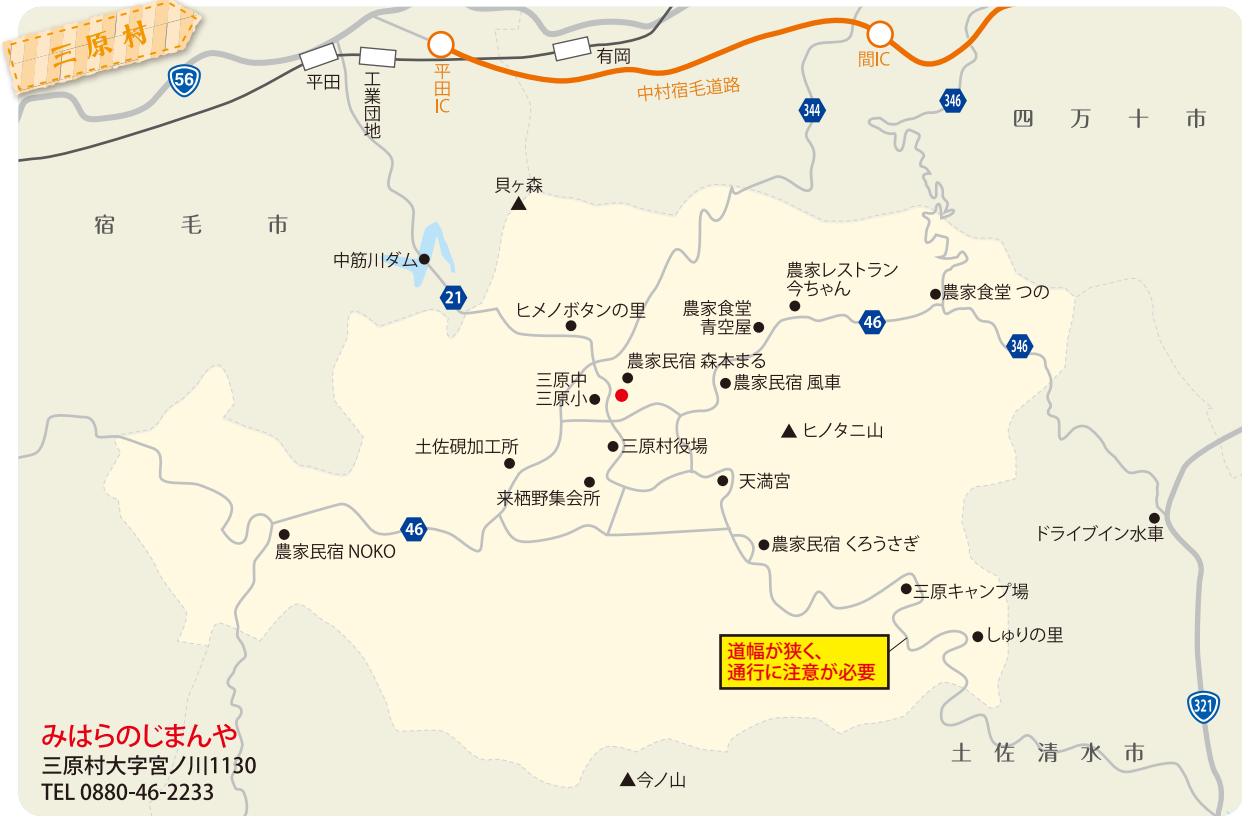 三原村
56
平田
工業団地
平田IC
有岡
中村宿毛道路
間IC
344
346
四万十市
宿毛市
貝ヶ森
中筋川ダム
21
ヒメノボタンの里
農家レストラン
今ちゃん
農家食堂
青空屋
46
農家食堂 つの
346
農家民宿 森本まる
三原中
三原小
農家民宿 風車
ヒノタニ山
土佐硯加工所
三原村役場
来栖野集会所
天満宮
46
農家民宿 NOKO
農家民宿 くろうさぎ
ドライブイン水車
三原キャンプ場
しゅりの里
道幅が狭く、
通行に注意が必要
321
土佐清水市
今ノ山
みはらのじまんや
三原村大字宮ノ川1130
TEL 0880-46-2233